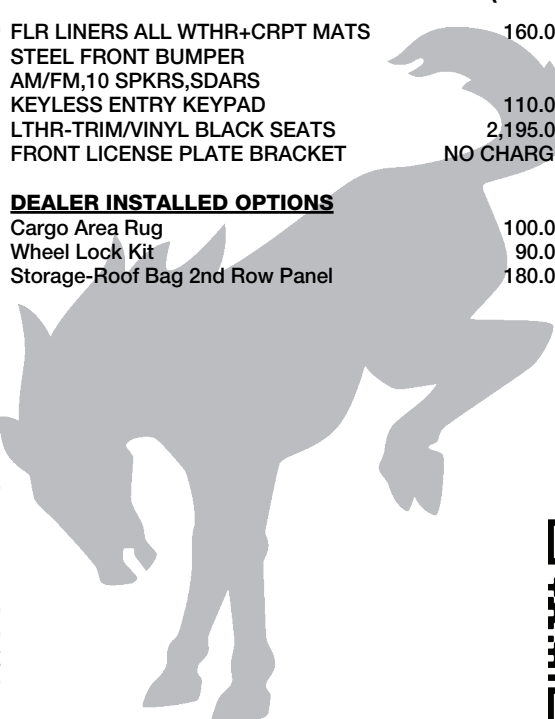 FLR LINERS ALL WTHR+CRPT MATS 160.0
STEEL FRONT BUMPER
AM/FM,10 SPKRS,SDARS
KEYLESS ENTRY KEYPAD 110.0
LTHR-TRIM/VINYL BLACK SEATS 2,195.0
FRONT LICENSE PLATE BRACKET NO CHARG
DEALER INSTALLED OPTIONS
Cargo Area Rug 100.0
Wheel Lock Kit 90.0
Storage-Roof Bag 2nd Row Panel 180.0